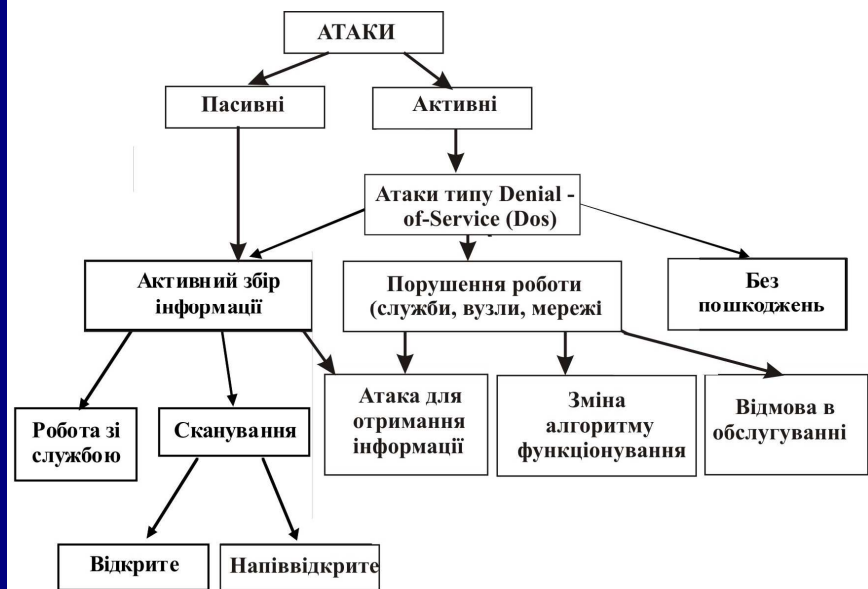 АТАКИ
Пасивні
Активні
Атаки типу Denial -
of-Service (Dos)
Активний збір
інформації
Порушення роботи
(служби, вузли, мережі
Без
пошкоджень
Робота зі
службою
Сканування
Атака для
отримання
інформації
Зміна
алгоритму
функціонування
Відмова в
обслугуванні
Відкрите
Напіввідкрите